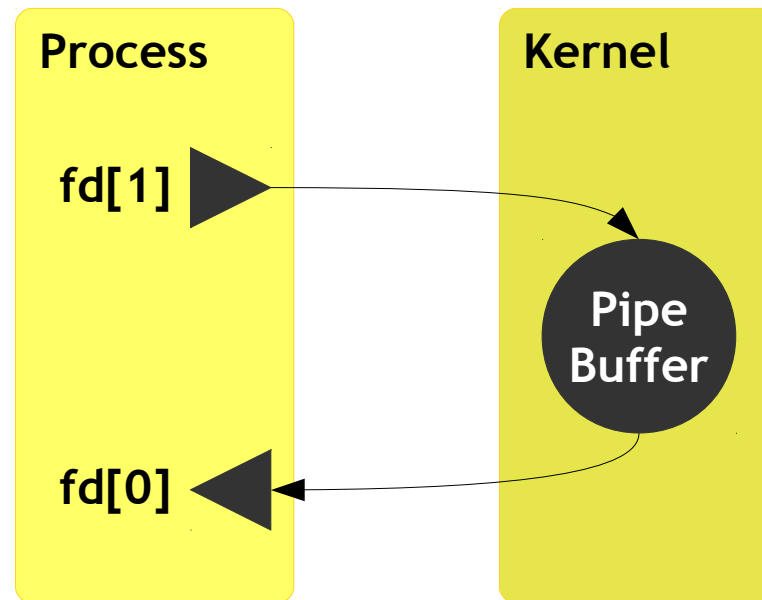 Process
Kernel
fd[1]
Pipe
Buffer
fd[0]